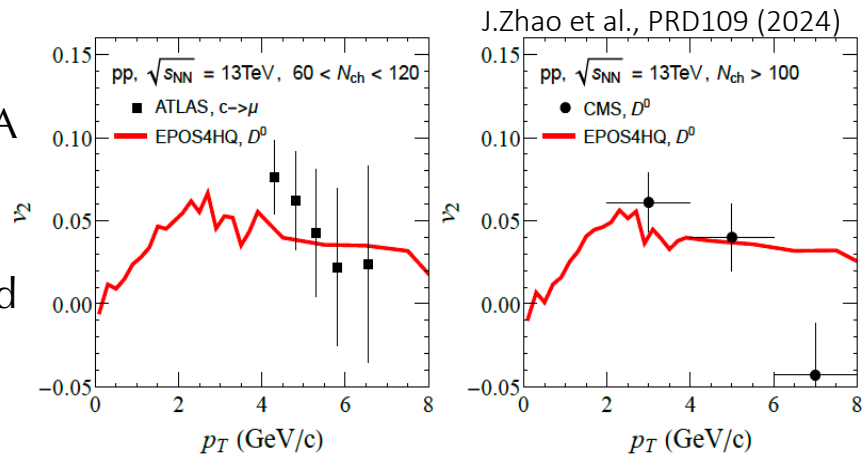 J.Zhao et al., PRD109 (2024)
A
d
0.15
0.10
0.05
0.00
−0.05
v₂
pp, √sNN = 13TeV, 60 < Nch < 120
ATLAS, c->μ
EPOS4HQ, D⁰
0 2 4 6 8
pT (GeV/c)
0.15
0.10
0.05
0.00
−0.05
v₂
pp, √sNN = 13TeV, Nch > 100
CMS, D⁰
EPOS4HQ, D⁰
0 2 4 6 8
pT (GeV/c)